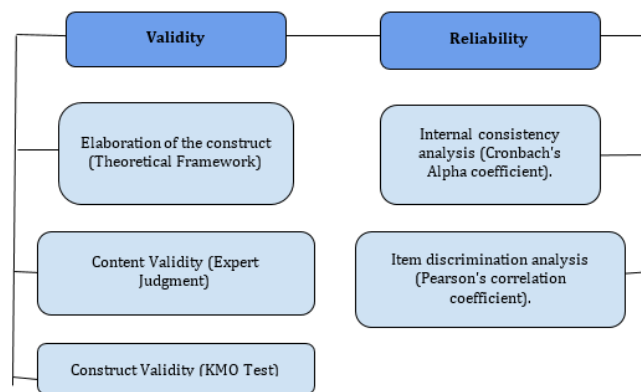 Validity
Elaboration of the construct
(Theoretical Framework)
Content Validity (Expert
Judgment)
Construct Validity (KMO Test)
Reliability
Internal consistency
analysis (Cronbach's
Alpha coefficient).
Item discrimination analysis
(Pearson's correlation
coefficient).